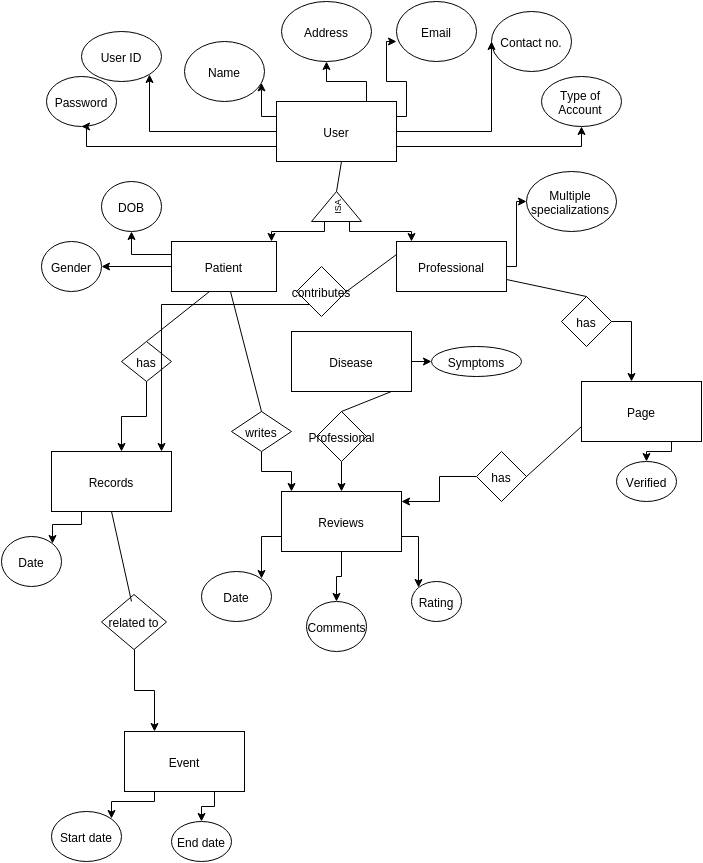 Address
Email
Contact no.
User ID
Name
Password
Type of
Account
User
ISA
DOB
Multiple
specializations
Gender
Patient
Professional
contributes
has
has
Disease
Symptoms
Page
writes
Professional
has
Records
Verified
Reviews
Date
Date
Comments
Rating
related to
Event
Start date
End date